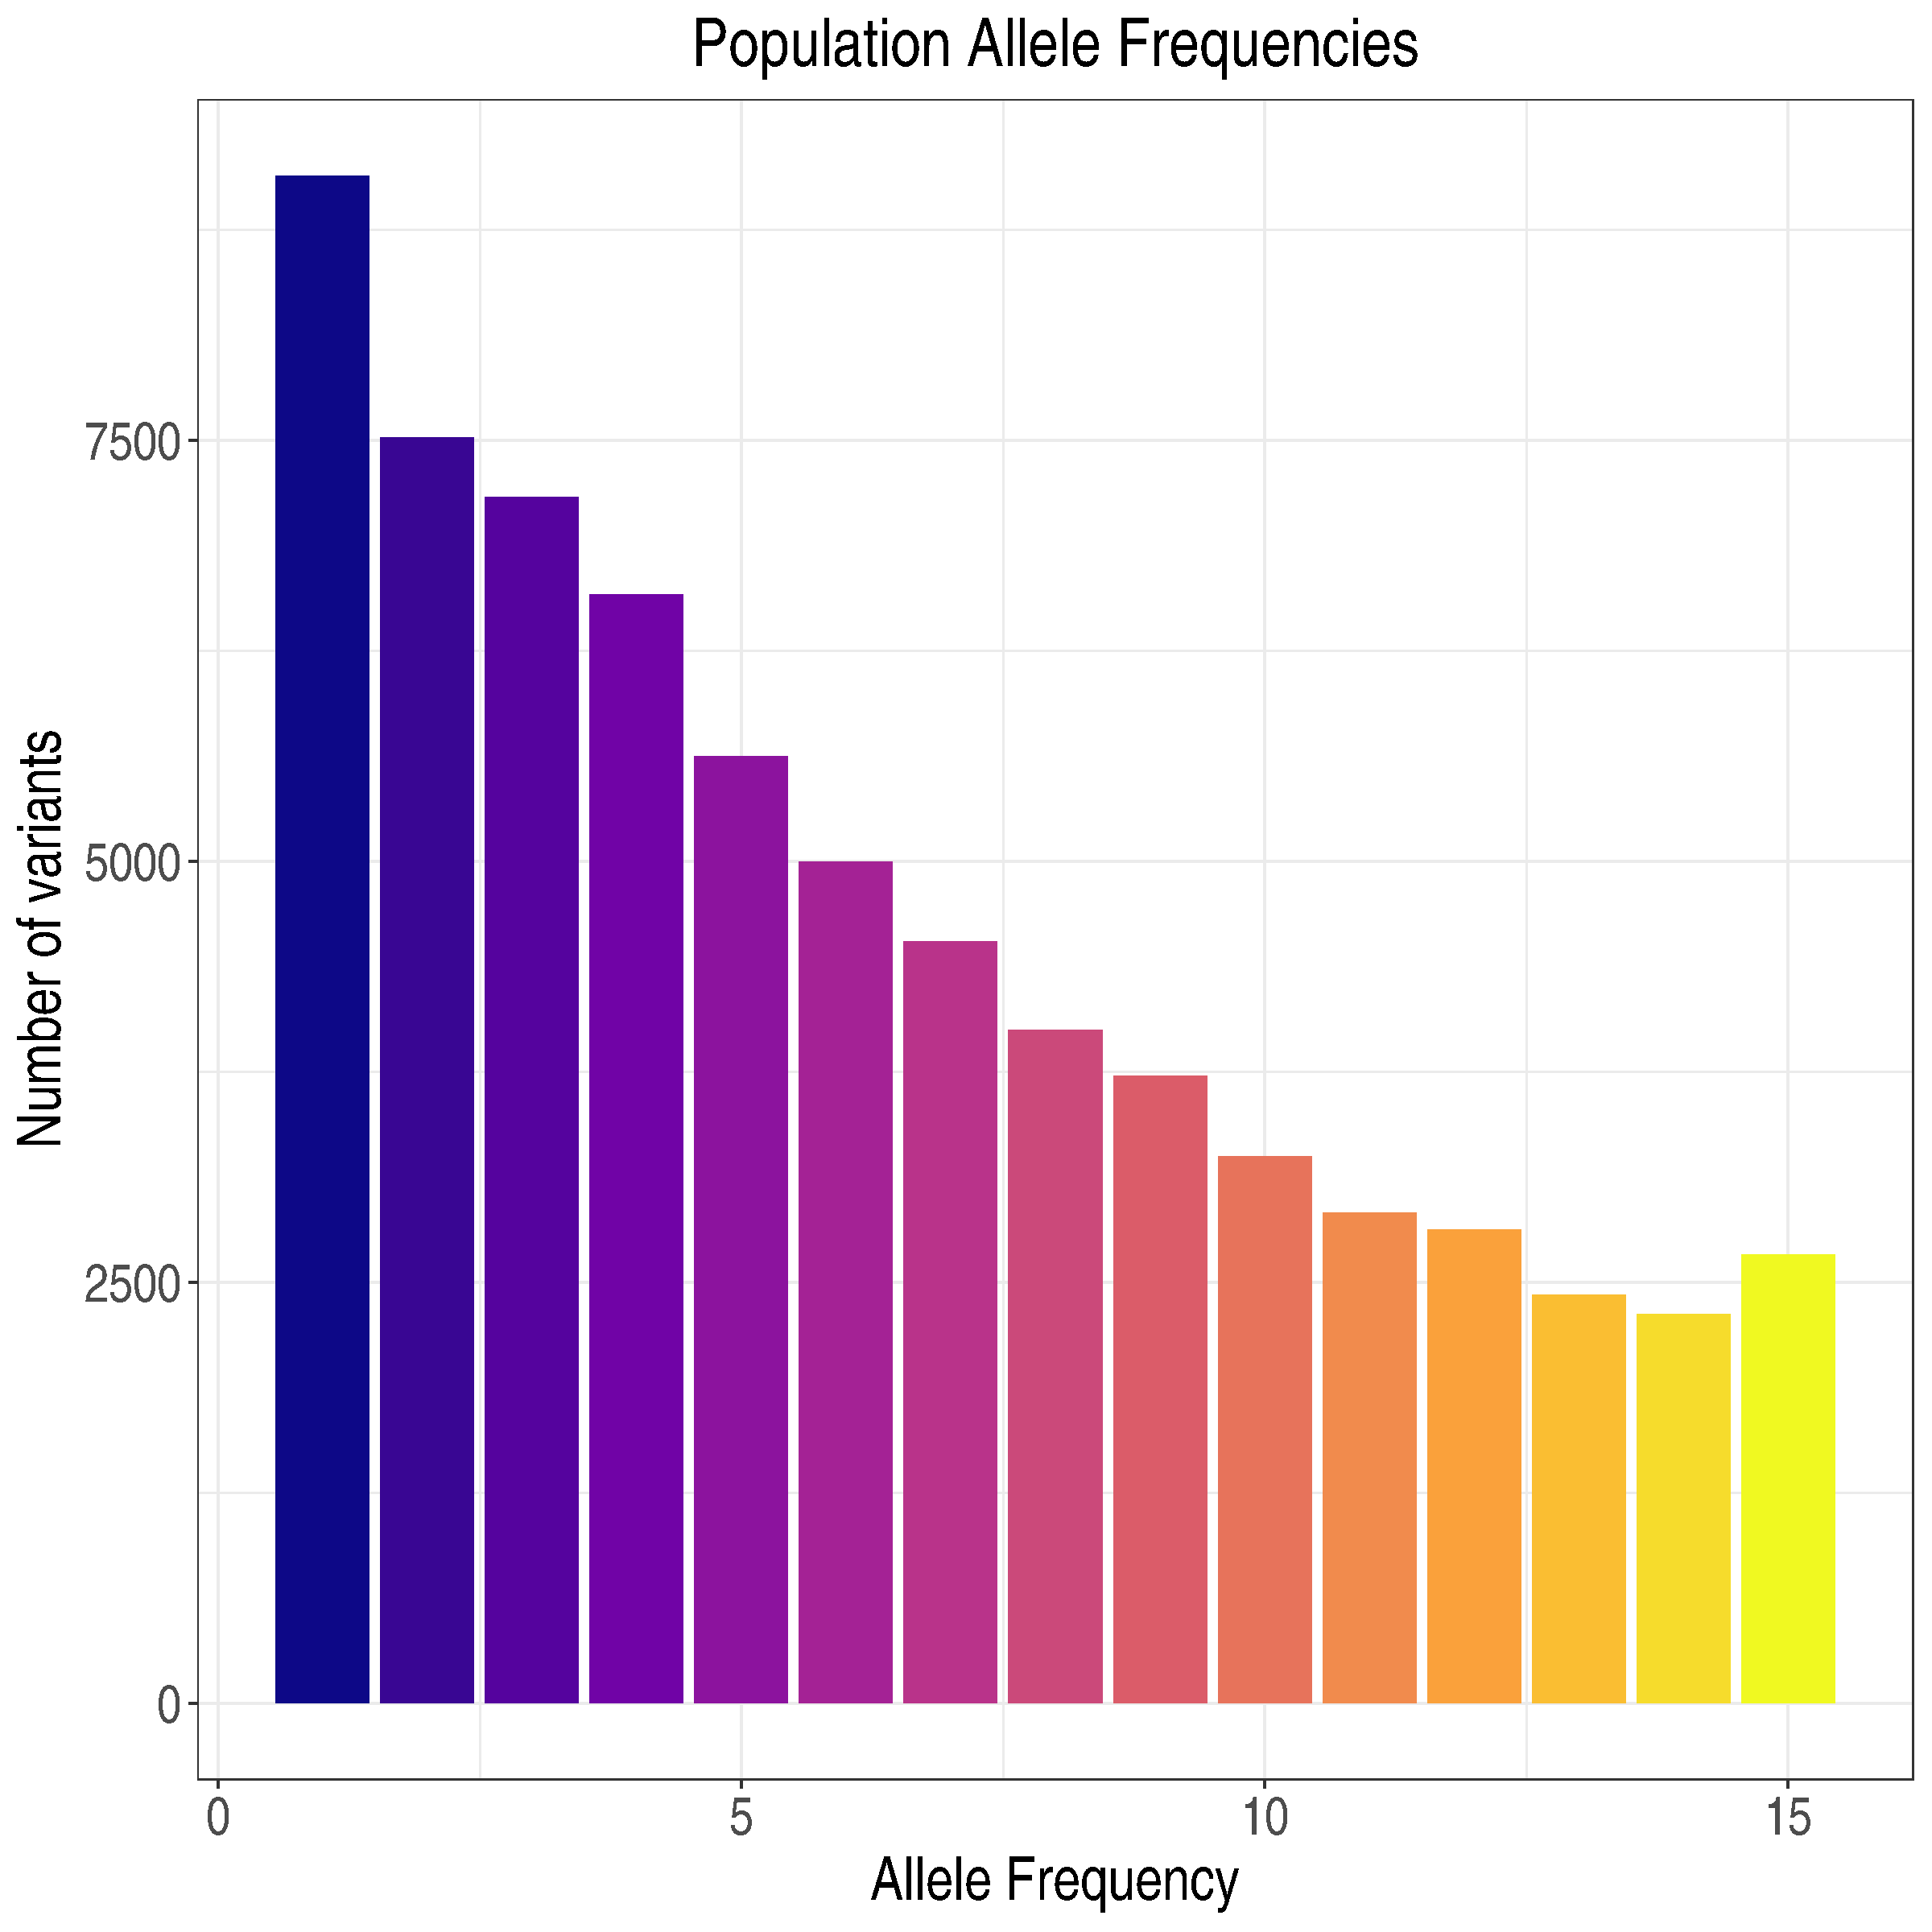 Population Allele Frequencies
Number of variants
7500
5000
2500
0
0 5 10 15
Allele Frequency